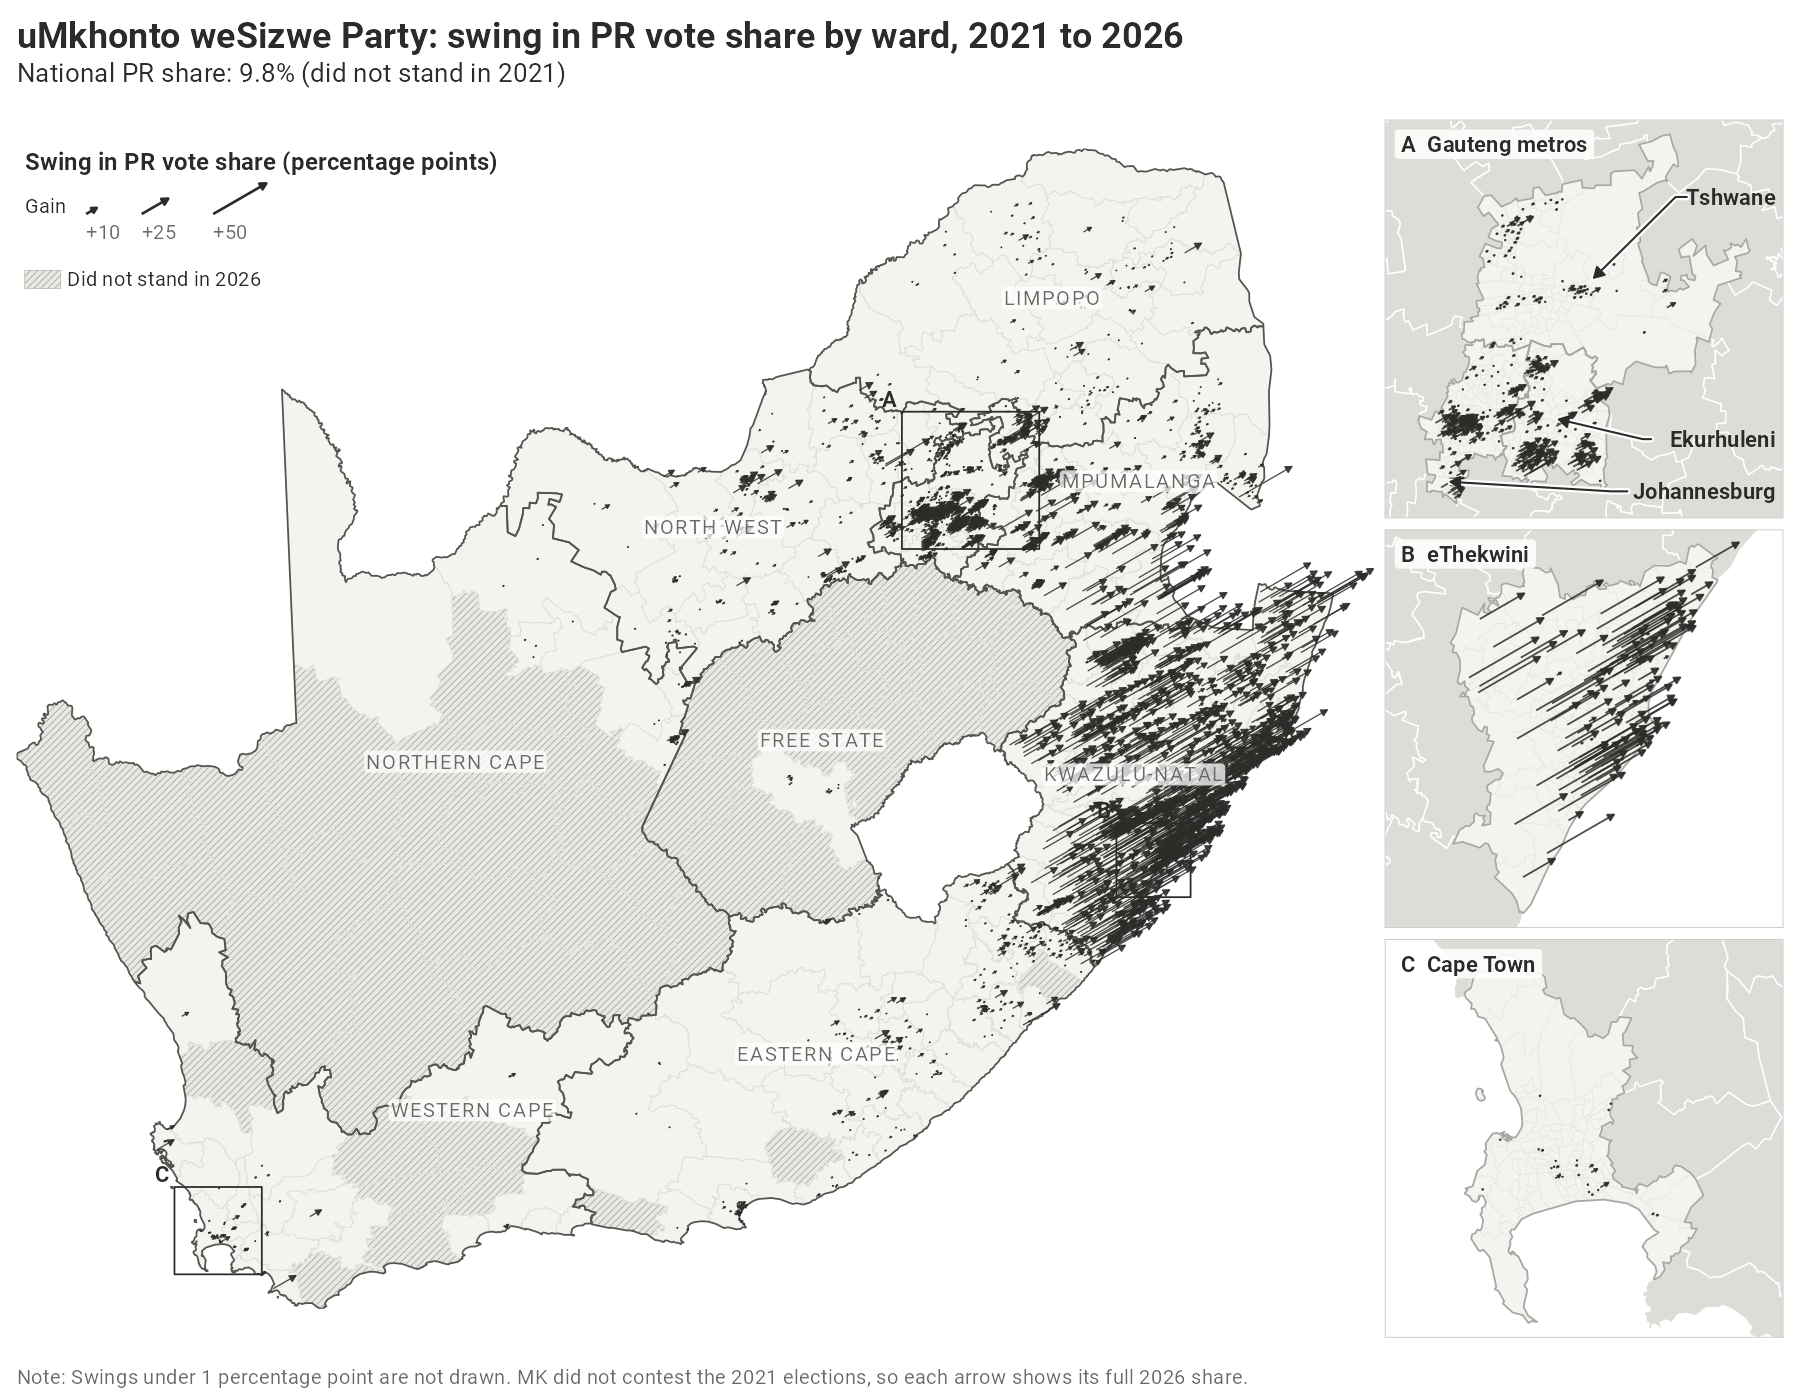 uMkhonto weSizwe Party: swing in PR vote share by ward, 2021 to 2026
National PR share: 9.8% (did not stand in 2021)
Swing in PR vote share (percentage points)
Gain
+10 +25 +50
Did not stand in 2026
LIMPOPO
A
MPUMALANGA
NORTH WEST
FREE STATE
NORTHERN CAPE
KWAZULU-NATAL
B
EASTERN CAPE
WESTERN CAPE
C
A Gauteng metros
Tshwane
Ekurhuleni
Johannesburg
B eThekwini
C Cape Town
Note: Swings under 1 percentage point are not drawn. MK did not contest the 2021 elections, so each arrow shows its full 2026 share.